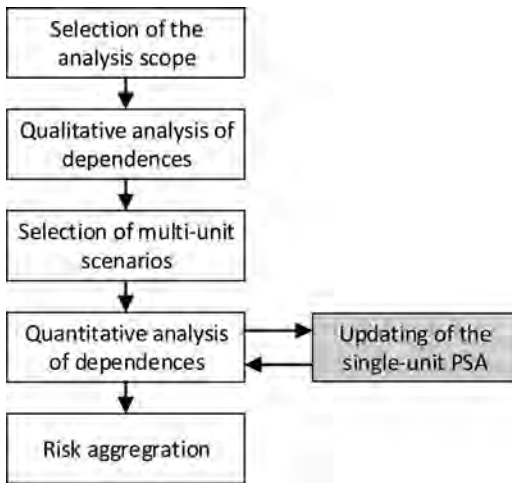 Selection of the
analysis scope
Qualitative analysis of
dependences
Selection of multi-unit
scenarios
Quantitative analysis
of dependences
Updating of the
single-unit PSA
Risk aggregration